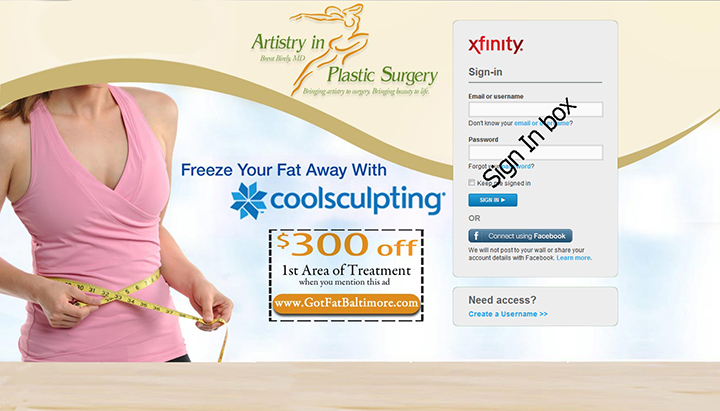 Artistry in
Brent Birely, MD
Plastic Surgery
Bringing artistry to surgery. Bringing beauty to life.
Freeze Your Fat Away With
coolsculpting
$300 off
1st Area of Treatment
when you mention this ad
www.GotFatBaltimore.com
xfinity
Sign-in
Email or username
Don't know your email or username?
Password
Forgot your password?
Keep me signed in
SIGN IN
OR
f Connect using Facebook
We will not post to your wall or share your
account details with Facebook. Learn more.
Sign In box
Need access?
Create a Username >>